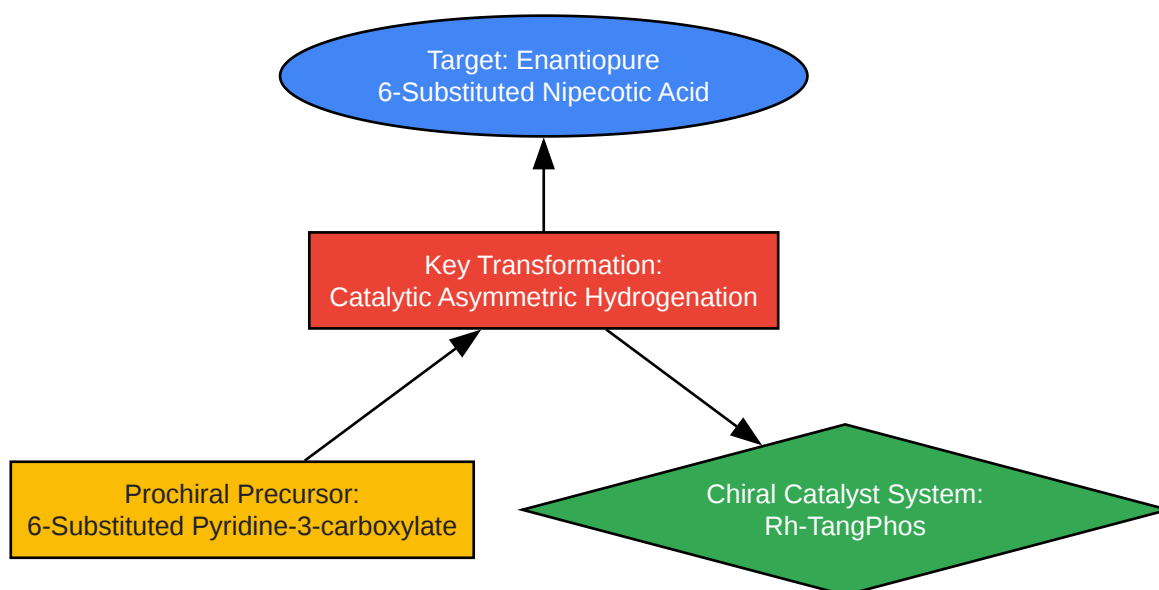 Target: Enantiopure
6-Substituted Nipecotic Acid
Key Transformation:
Catalytic Asymmetric Hydrogenation
Prochiral Precursor:
6-Substituted Pyridine-3-carboxylate
Chiral Catalyst System:
Rh-TangPhos